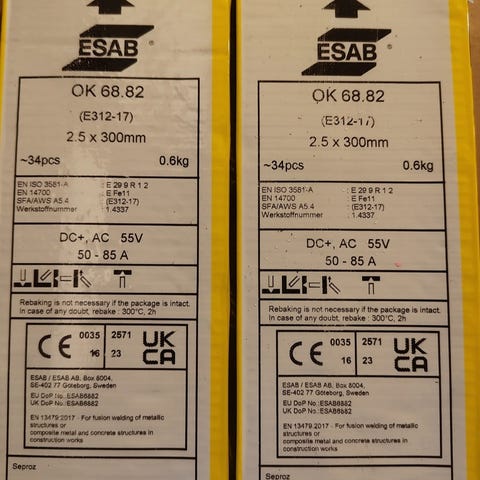 ESAB®
OK 68.82
(E312-17)
2.5 x 300mm
~34pcs 0.6kg
EN ISO 3581-A : E 29 9 R 1 2
EN 14700 : E Fe11
SFA/AWS A5.4 : (E312-17)
Werkstoffnummer : 1.4337
DC+, AC 55V
50 - 85 A
Rebaking is not necessary if the package is intact.
In case of any doubt, rebake : 300°C, 2h
CE 0035 2571 UK
16 23 CA
ESAB / ESAB AB, Box 8004,
SE-402 77 Göteborg, Sweden
EU DoP No.:ESAB6882
UK DoP No.:ESAB6882
EN 13479:2017 - For fusion welding of metallic
structures or
composite metal and concrete structures in
construction works
Seproz
ESAB®
OK 68.82
(E312-17)
2.5 x 300mm
~34pcs 0.6kg
EN ISO 3581-A : E 29 9 R 1 2
EN 14700 : E Fe11
SFA/AWS A5.4 : (E312-17)
Werkstoffnummer : 1.4337
DC+, AC 55V
50 - 85 A
Rebaking is not necessary if the package is intact.
In case of any doubt, rebake : 300°C, 2h
CE 0035 2571 UK
16 23 CA
ESAB / ESAB AB, Box 8004,
SE-402 77 Göteborg, Sweden
EU DoP No.:ESAB6882
UK DoP No.:ESAB6882
EN 13479:2017 - For fusion welding of metallic
structures or
composite metal and concrete structures in
construction works
Seproz